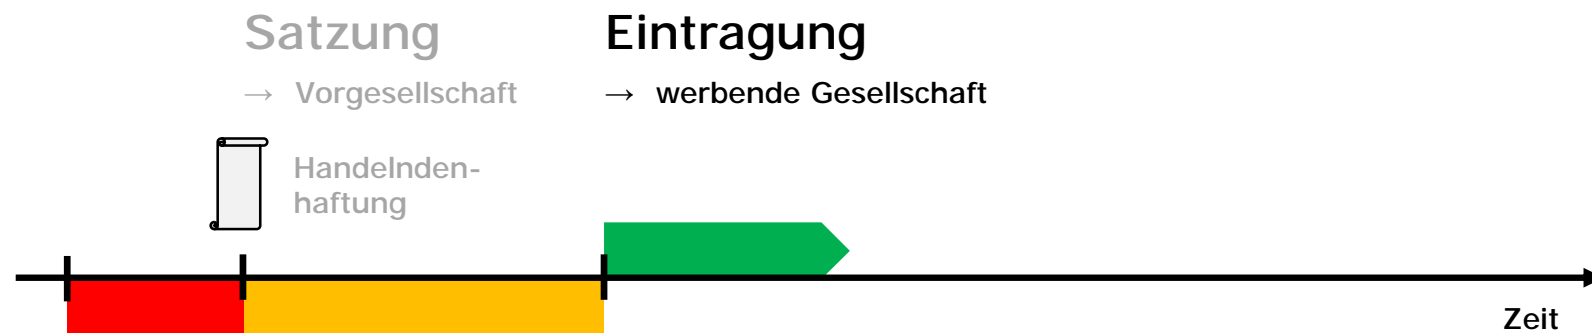 Satzung
→ Vorgesellschaft
Handelnden-
haftung
Eintragung
→ werbende Gesellschaft
Zeit